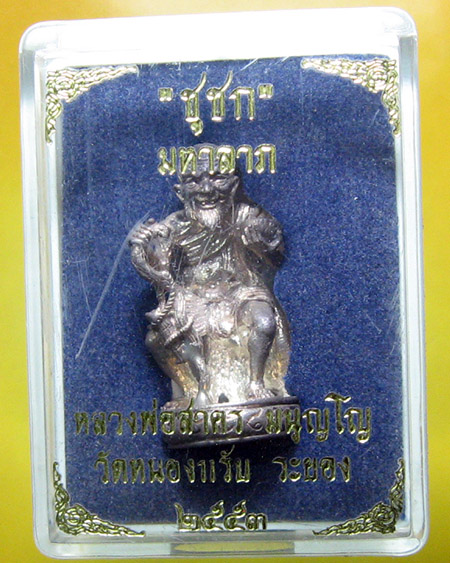 "ชูชก"
มหาลาภ
หลวงพ่อสาคร มนุญโญ
วัดหนองกรับ ระยอง
๒๕๕๓